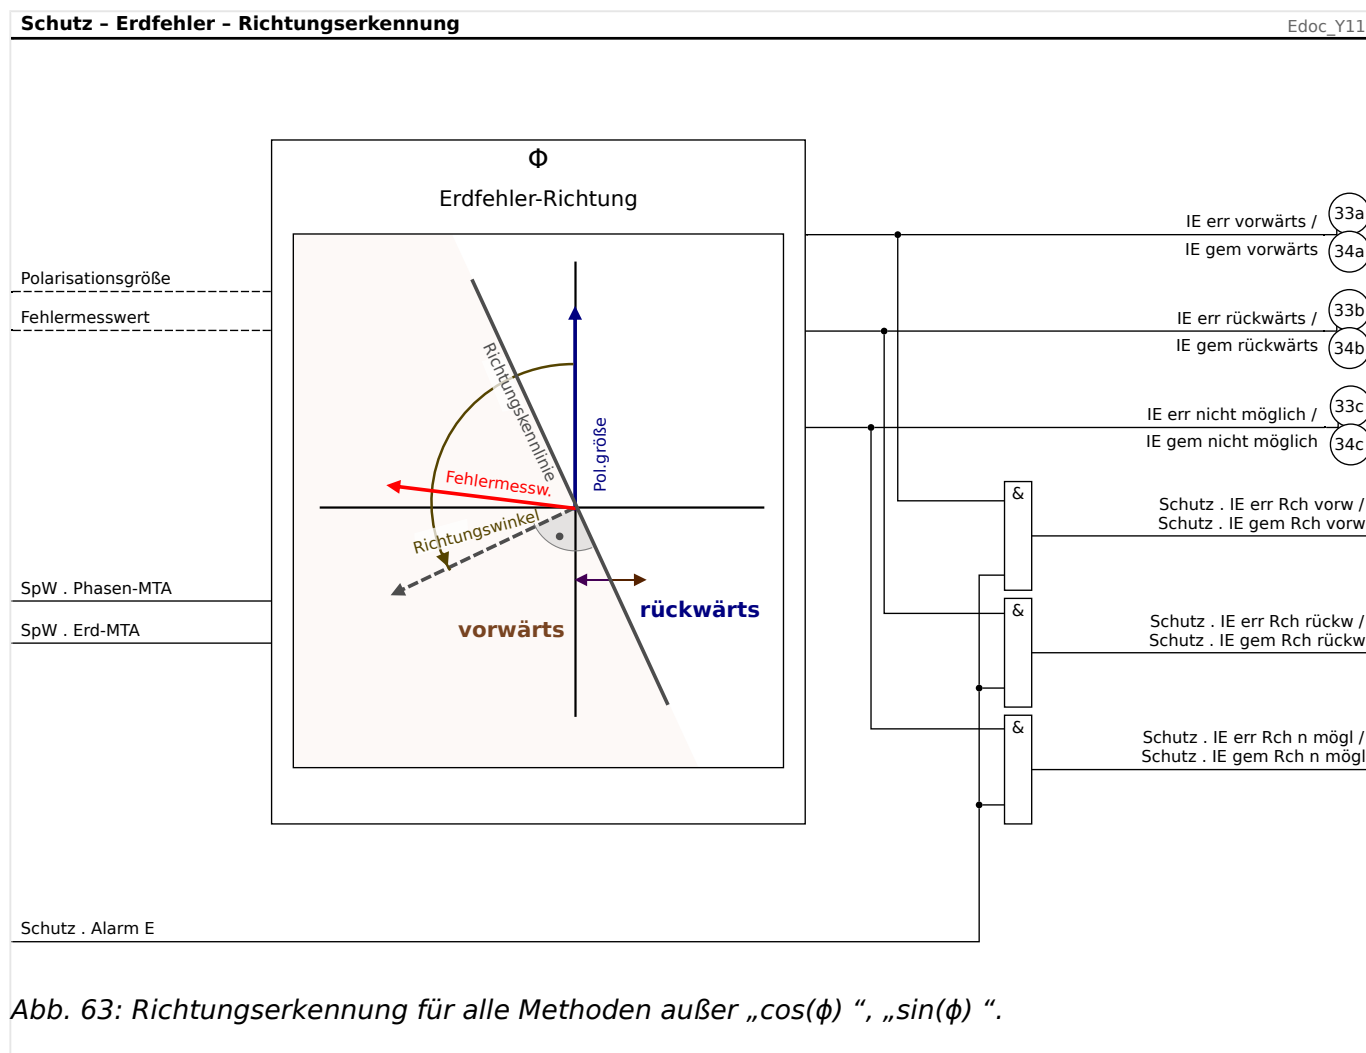 Schutz – Erdfehler – Richtungserkennung
Edoc_Y11
Φ
Erdfehler-Richtung
Polarisationsgröße
Fehlermesswert
SpW . Phasen-MTA
SpW . Erd-MTA
Schutz . Alarm E
Richtungskennlinie
Pol.größe
Fehlermessw.
Richtungswinkel
vorwärts
rückwärts
IE err vorwärts /
33a
IE gem vorwärts
34a
IE err rückwärts /
33b
IE gem rückwärts
34b
IE err nicht möglich /
33c
IE gem nicht möglich
34c
&
Schutz . IE err Rch vorw /
Schutz . IE gem Rch vorw
&
Schutz . IE err Rch rückw /
Schutz . IE gem Rch rückw
&
Schutz . IE err Rch n mögl /
Schutz . IE gem Rch n mögl
Abb. 63: Richtungserkennung für alle Methoden außer „cos(ϕ) “, „sin(ϕ) “.